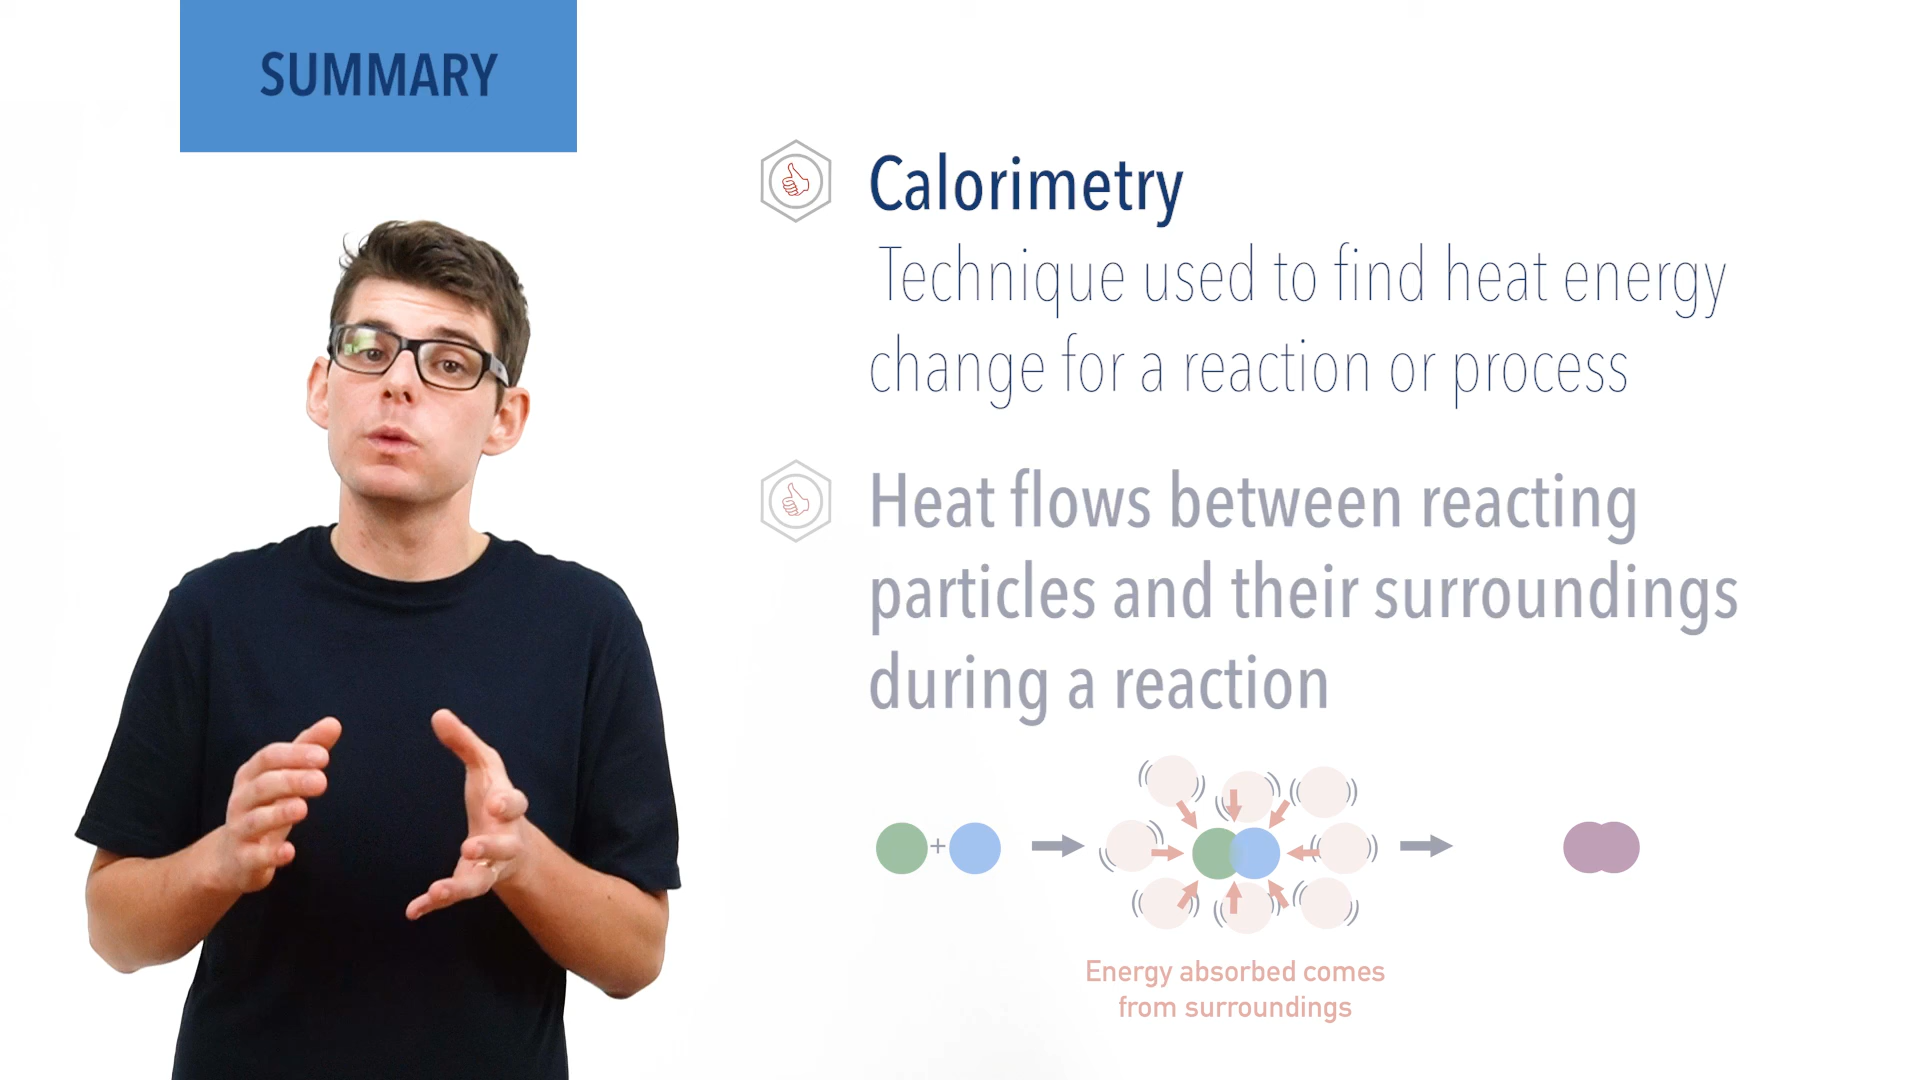 SUMMARY
Calorimetry
Technique used to find heat energy
change for a reaction or process
Heat flows between reacting
particles and their surroundings
during a reaction
+
Energy absorbed comes
from surroundings